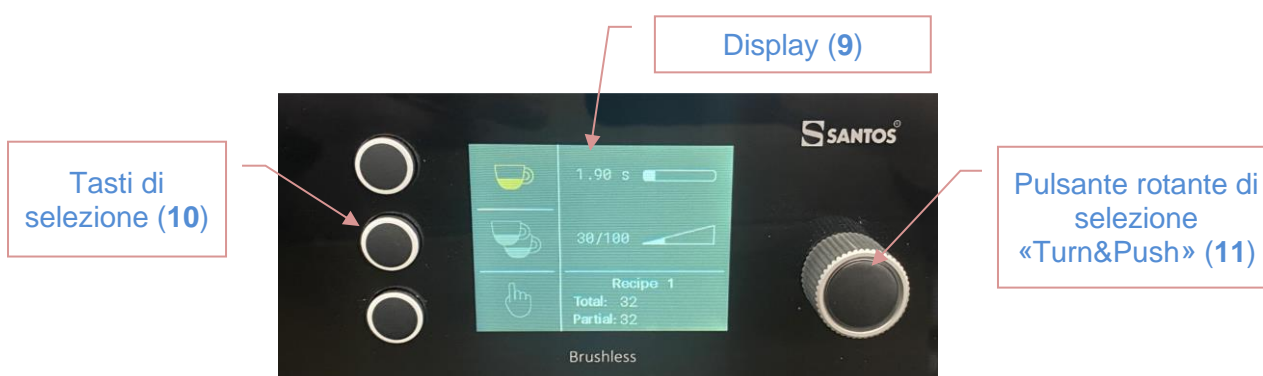 Display (9)
SANTOS
Tasti di
selezione (10)
1.90 s
Pulsante rotante di
selezione
«Turn&Push» (11)
30/100
Recipe 1
Total: 32
Partial: 32
Brushless